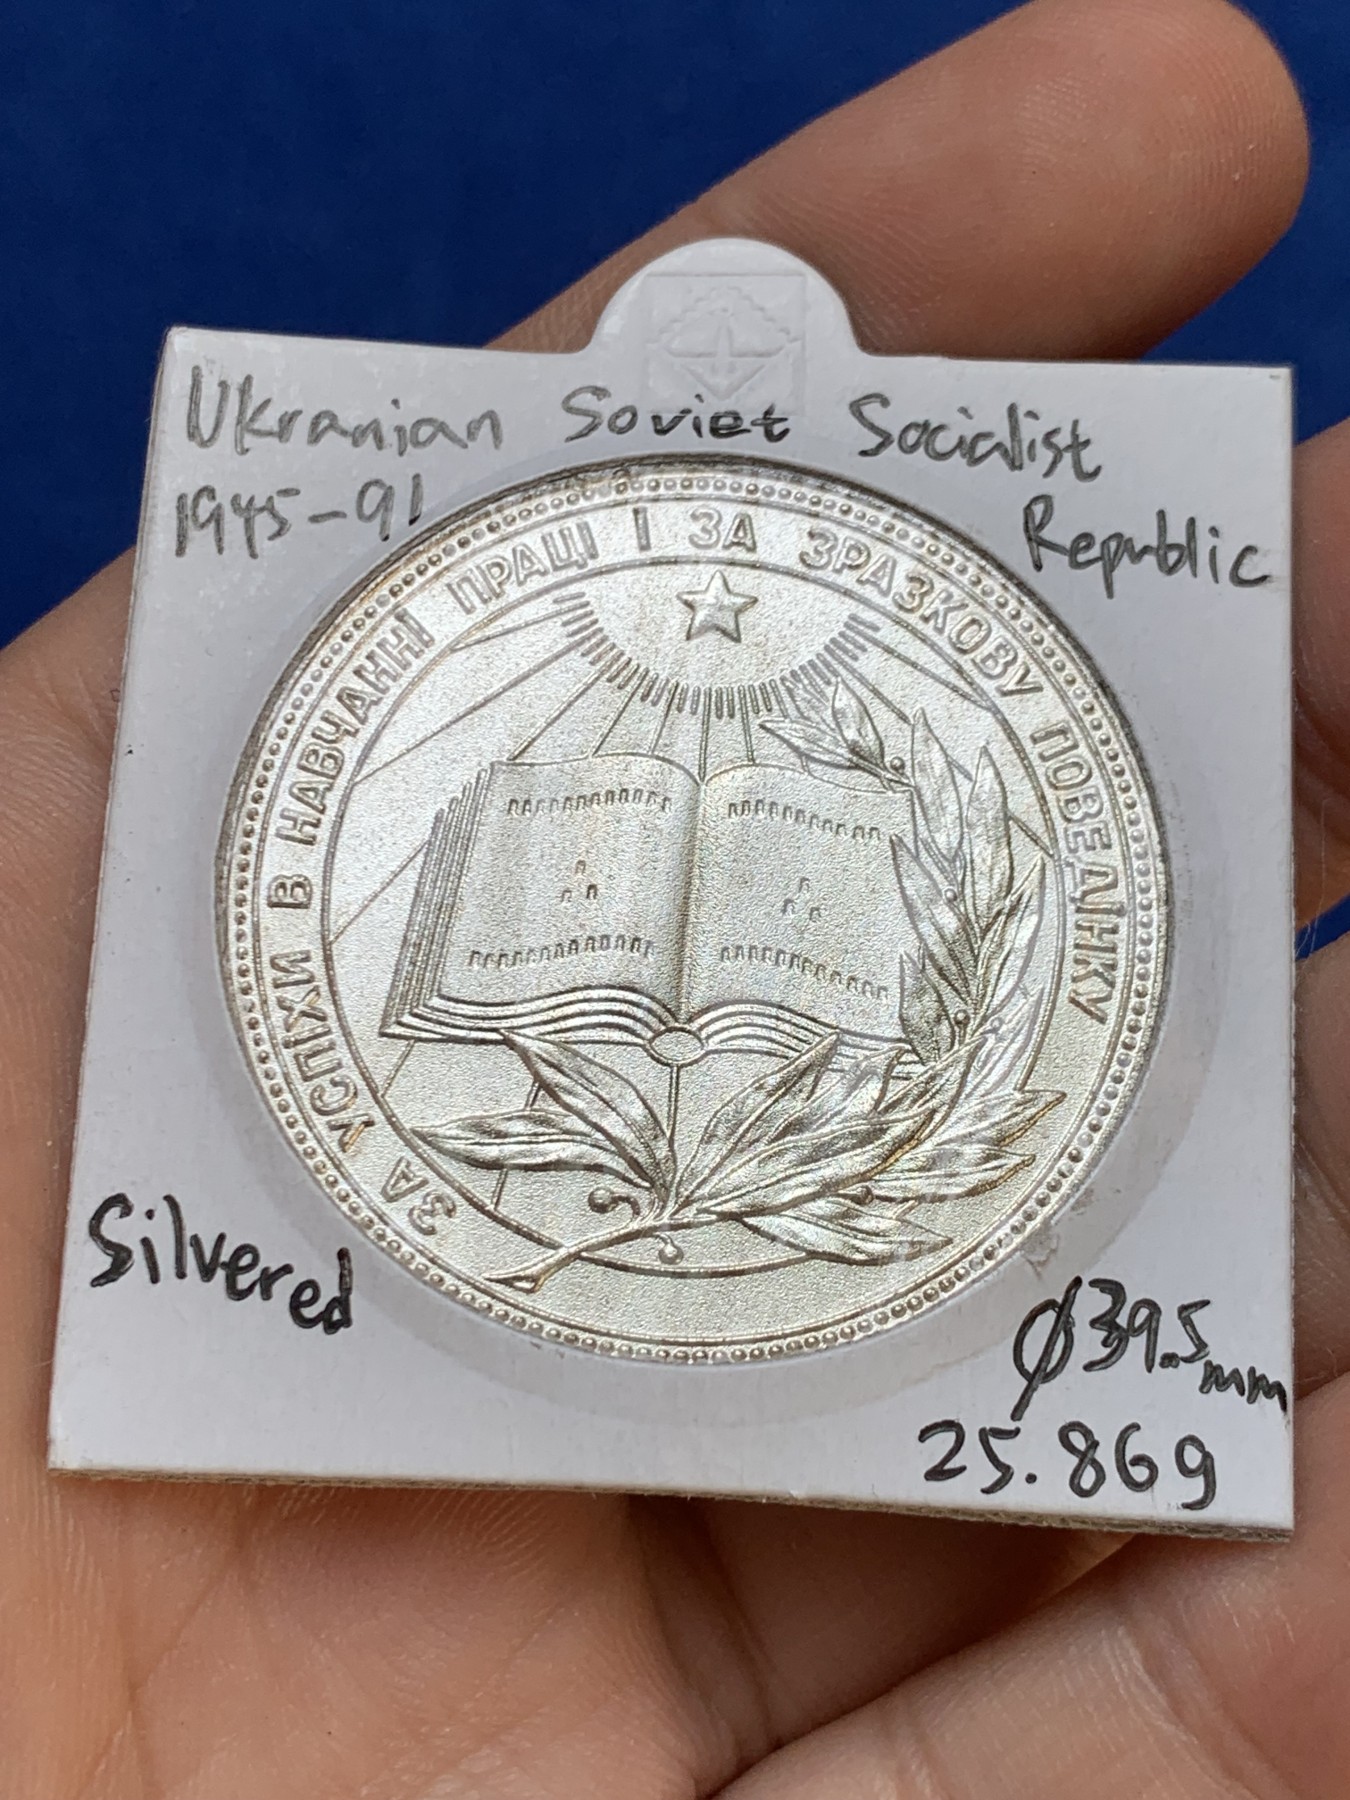 Ukranian Soviet Socialist
1945-91
Republic
ЗА УСПІХИ В НАВЧАННІ ПРАЦІ І ЗА ЗРАЗКОВУ ПОВЕДІНКУ
Silvered
Ø39.5mm
25.86g